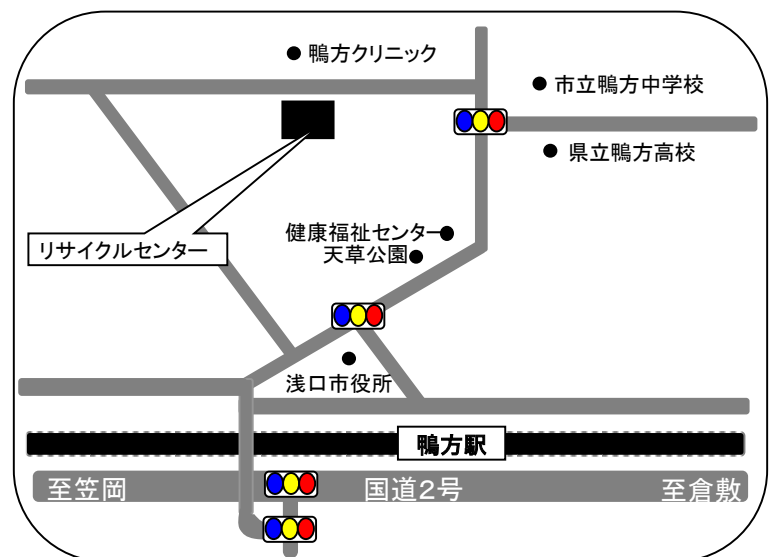 鴨方クリニック
市立鴨方中学校
県立鴨方高校
健康福祉センター
リサイクルセンター
天草公園
浅口市役所
鴨方駅
至笠岡 国道2号 至倉敷